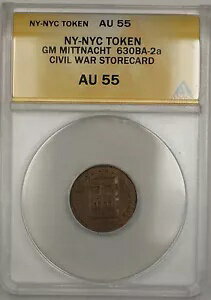 NY-NYC TOKEN AU 55
NY-NYC TOKEN
GM MITTNACHT 630BA-2a
CIVIL WAR STORECARD
AU 55